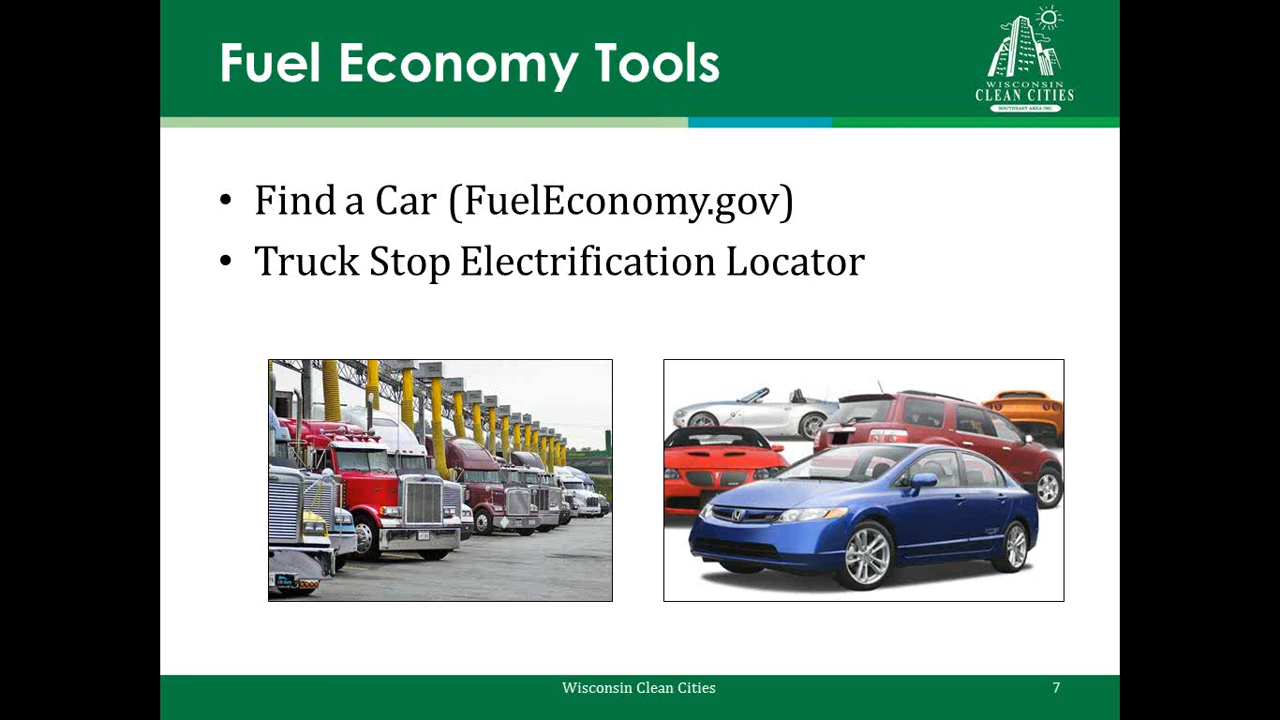 Fuel Economy Tools
WISCONSIN
CLEAN CITIES
SOUTHEAST AREA INC
• Find a Car (FuelEconomy.gov)
• Truck Stop Electrification Locator
Wisconsin Clean Cities
7